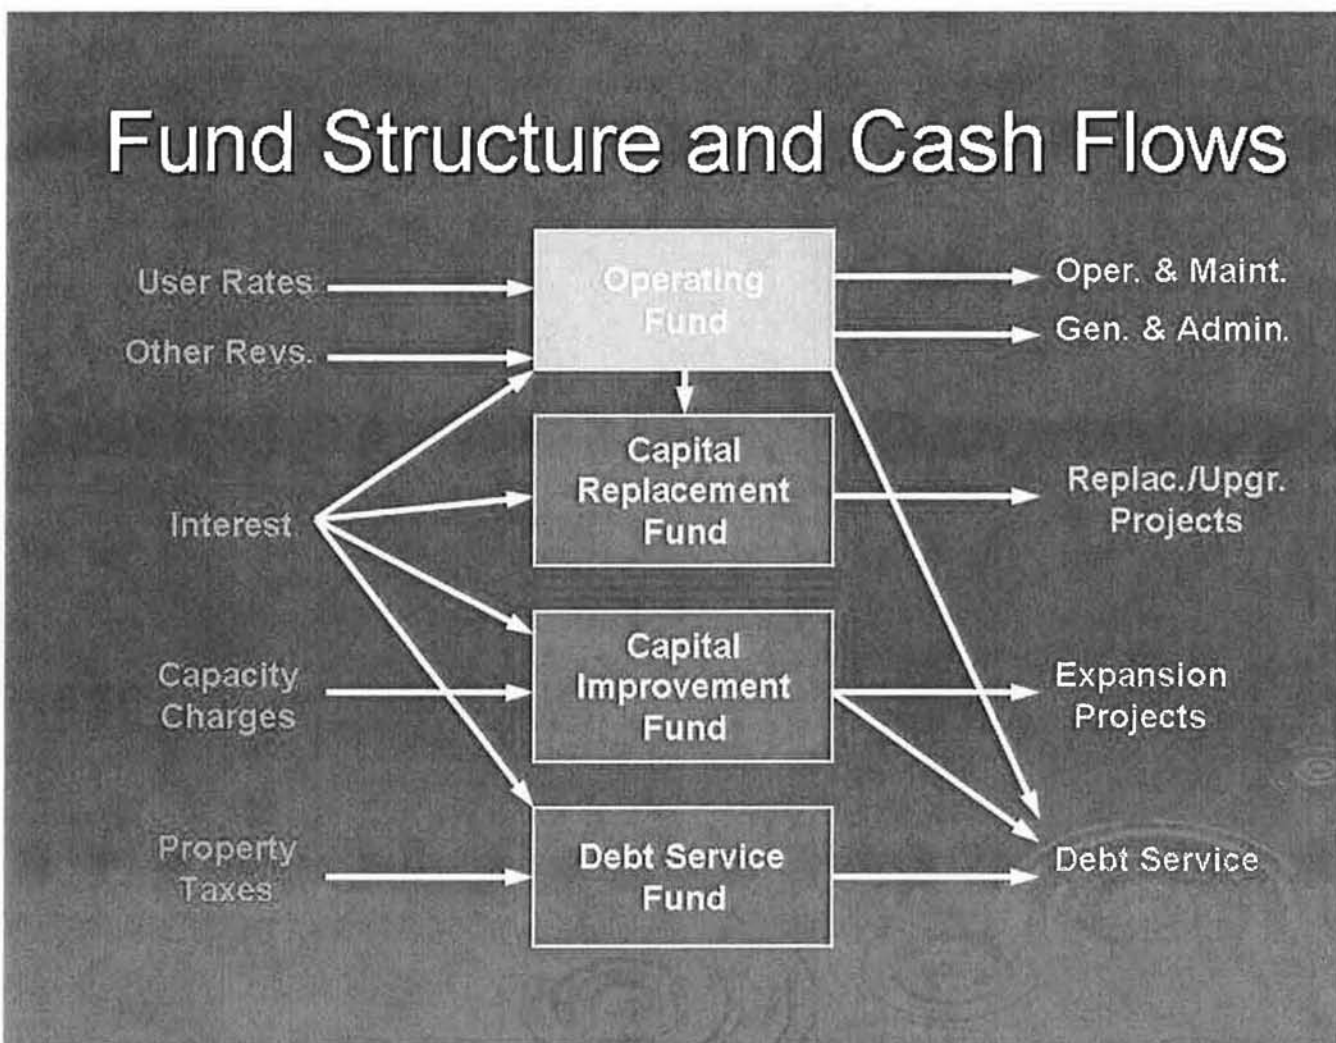 Fund Structure and Cash Flows
User Rates
Other Revs.
Interest
Capacity
Charges
Property
Taxes
Operating
Fund
Capital
Replacement
Fund
Capital
Improvement
Fund
Debt Service
Fund
Oper. & Maint.
Gen. & Admin.
Replac./Upgr.
Projects
Expansion
Projects
Debt Service